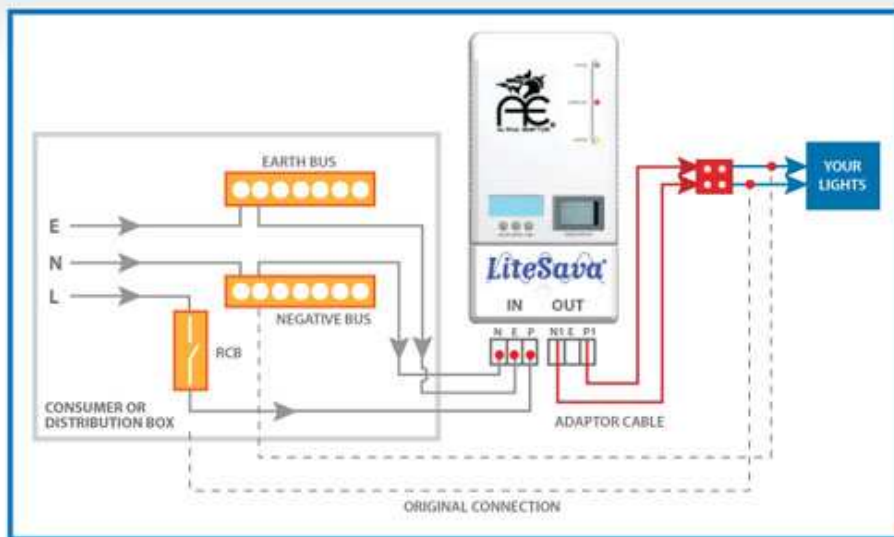 EARTH BUS
E
N
L
NEGATIVE BUS
RCB
CONSUMER OR
DISTRIBUTION BOX
AE
LiteSava
IN OUT
N E P N1 E P1
ADAPTOR CABLE
YOUR
LIGHTS
ORIGINAL CONNECTION